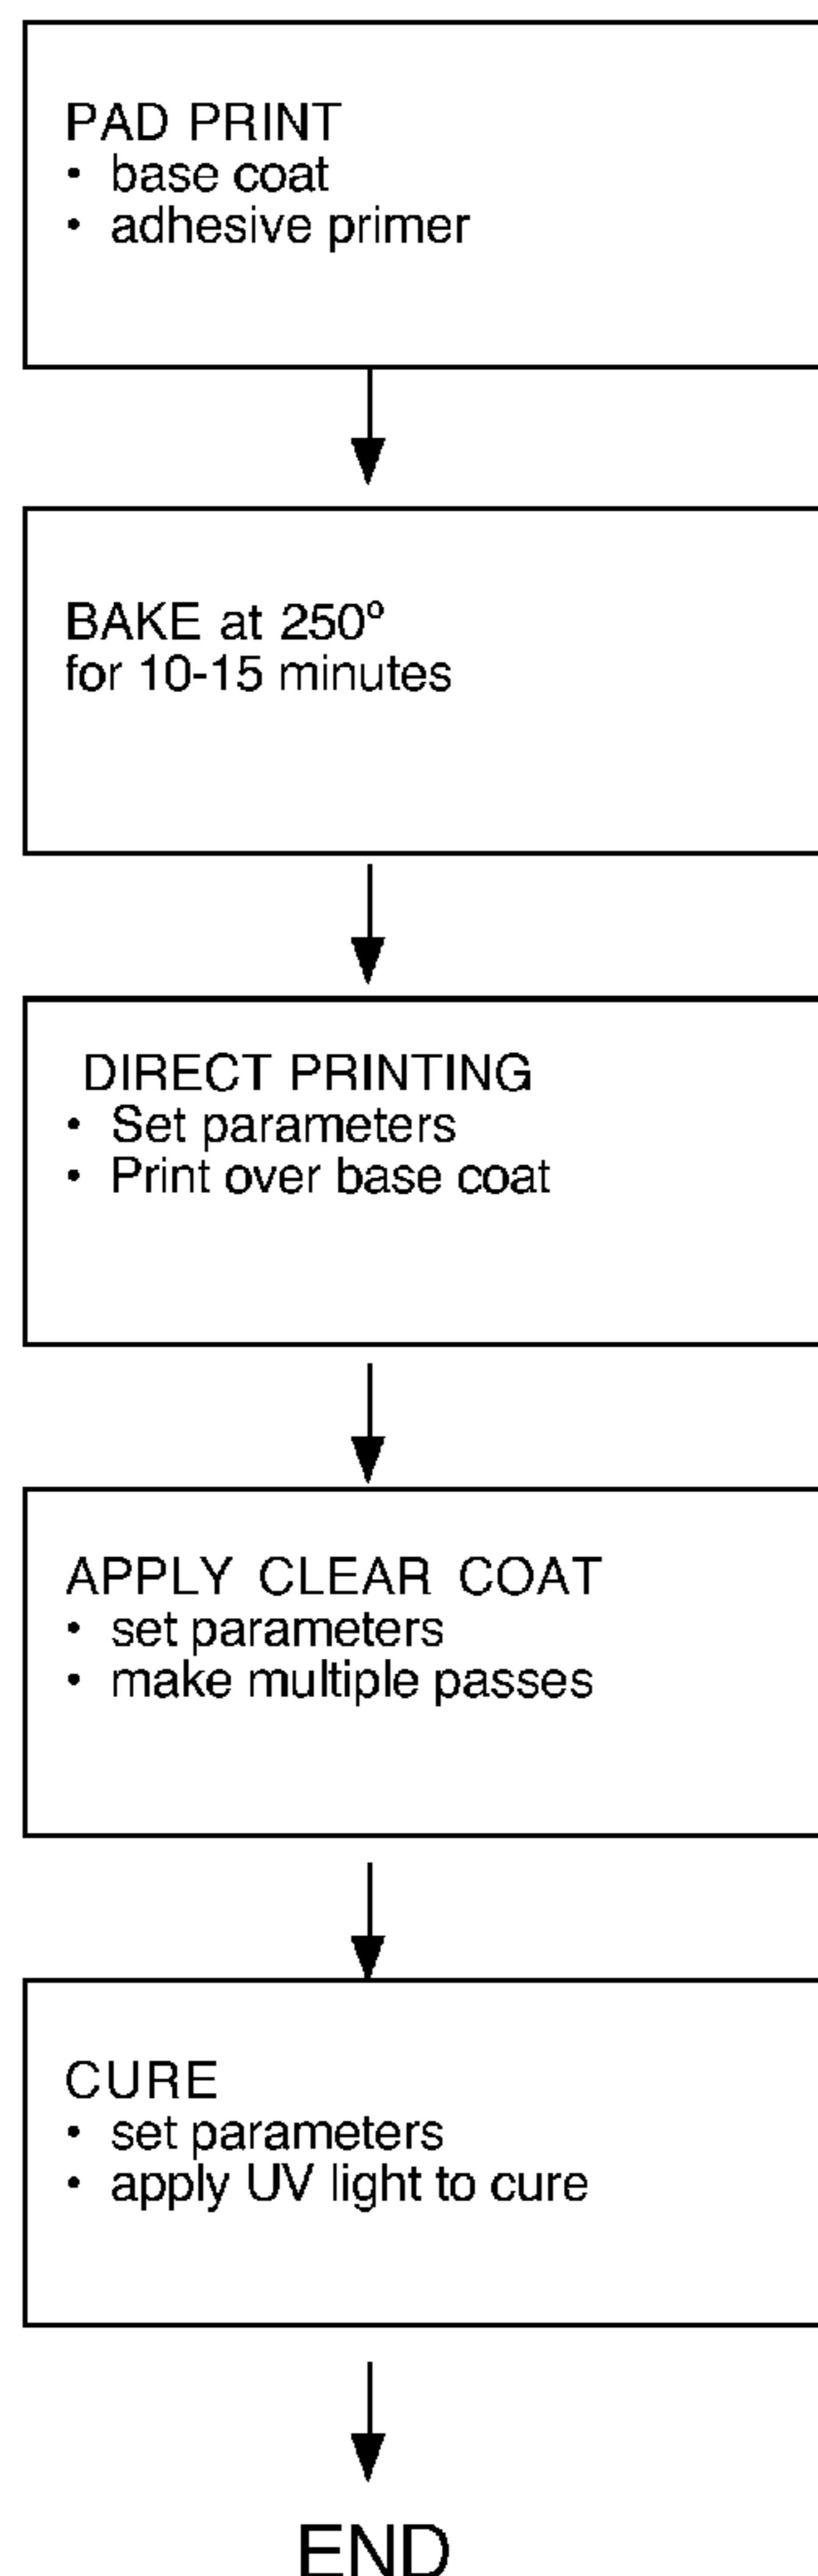 PAD PRINT
• base coat
• adhesive primer
BAKE at 250º
for 10-15 minutes
DIRECT PRINTING
• Set parameters
• Print over base coat
APPLY CLEAR COAT
• set parameters
• make multiple passes
CURE
• set parameters
• apply UV light to cure
END